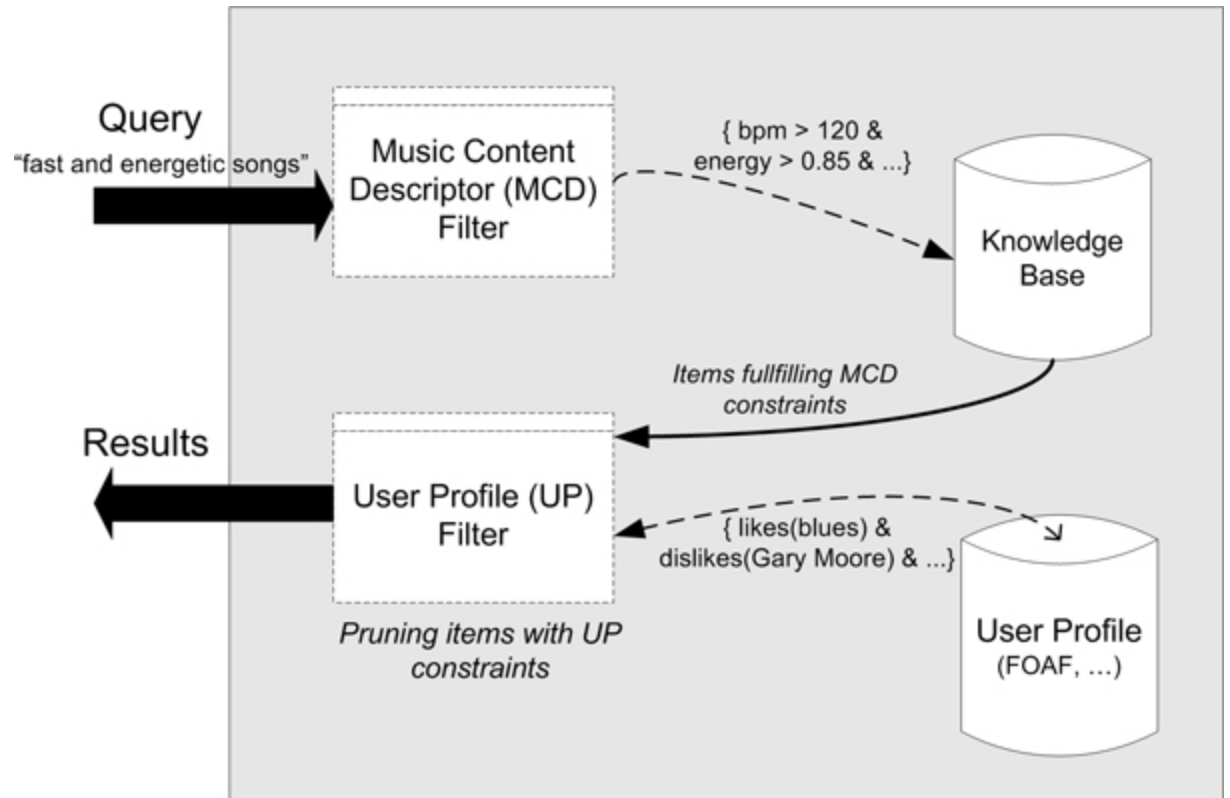 Query
“fast and energetic songs”
Music Content
Descriptor (MCD)
Filter
{ bpm > 120 &
energy > 0.85 & ...}
Knowledge
Base
Items fullfilling MCD
constraints
Results
User Profile (UP)
Filter
{ likes(blues) &
dislikes(Gary Moore) & ...}
User Profile
(FOAF, ...)
Pruning items with UP
constraints